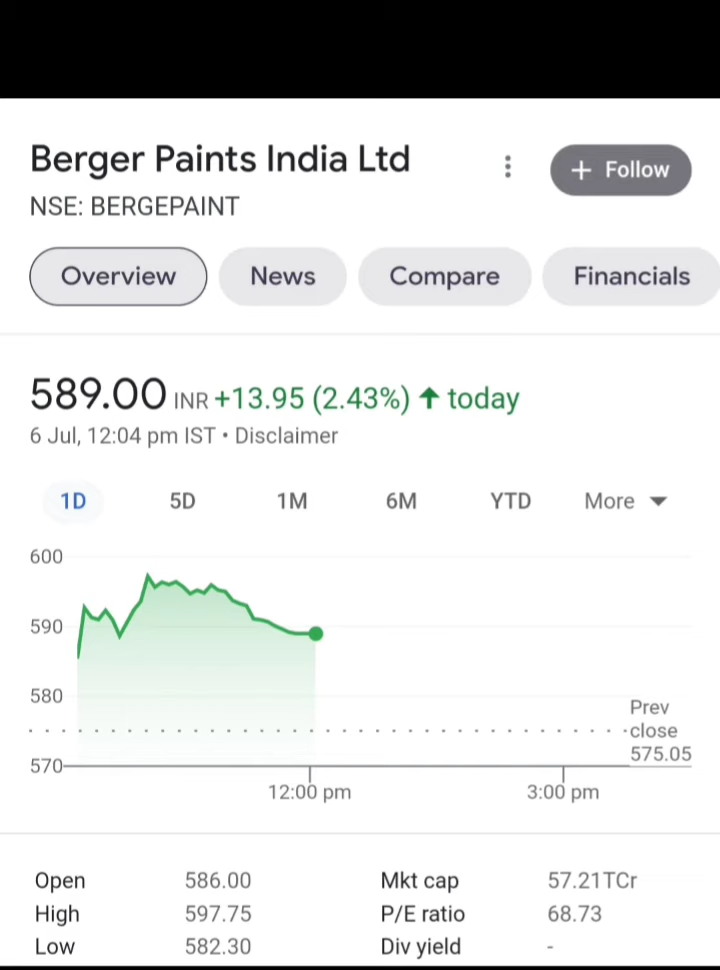 Berger Paints India Ltd
+ Follow
NSE: BERGEPAINT
Overview
News
Compare
Financials
589.00 INR +13.95 (2.43%) ↑ today
6 Jul, 12:04 pm IST • Disclaimer
1D
5D
1M
6M
YTD
More
600
590
580
570
Prev
close
575.05
12:00 pm
3:00 pm
Open 586.00
Mkt cap 57.21TCr
High 597.75
P/E ratio 68.73
Low 582.30
Div yield -